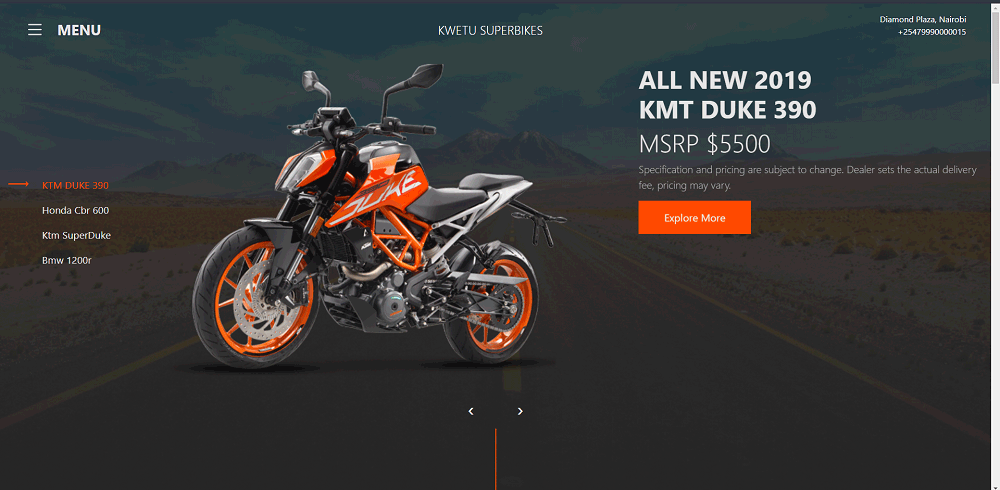 MENU
KWETU SUPERBIKES
Diamond Plaza, Nairobi
+25479990000015
ALL NEW 2019
KMT DUKE 390
MSRP $5500
Specification and pricing are subject to change. Dealer sets the actual delivery
fee, pricing may vary.
Explore More
KTM DUKE 390
Honda Cbr 600
Ktm SuperDuke
Bmw 1200r
DUKE